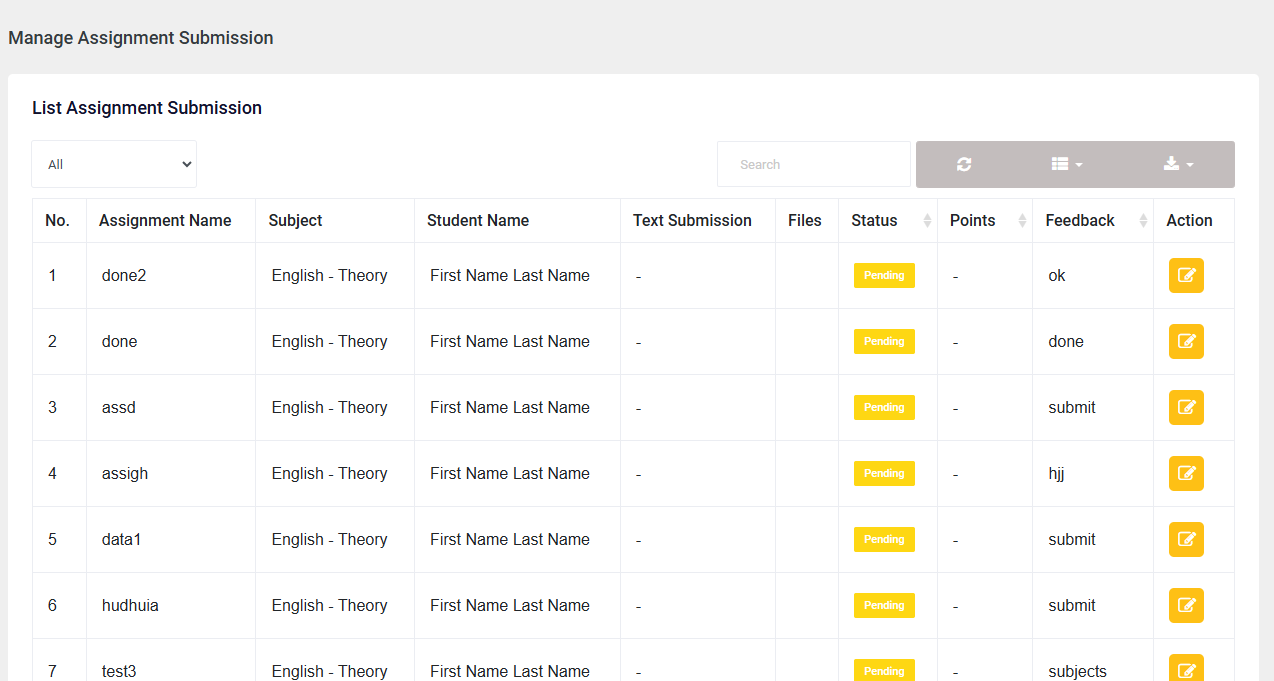 Manage Assignment Submission
List Assignment Submission
All
Search
No. Assignment Name Subject Student Name Text Submission Files Status Points Feedback Action
1 done2 English - Theory First Name Last Name - Pending - ok
2 done English - Theory First Name Last Name - Pending - done
3 assd English - Theory First Name Last Name - Pending - submit
4 assigh English - Theory First Name Last Name - Pending - hjj
5 data1 English - Theory First Name Last Name - Pending - submit
6 hudhuia English - Theory First Name Last Name - Pending - submit
7 test3 English - Theory First Name Last Name - Pending - subjects